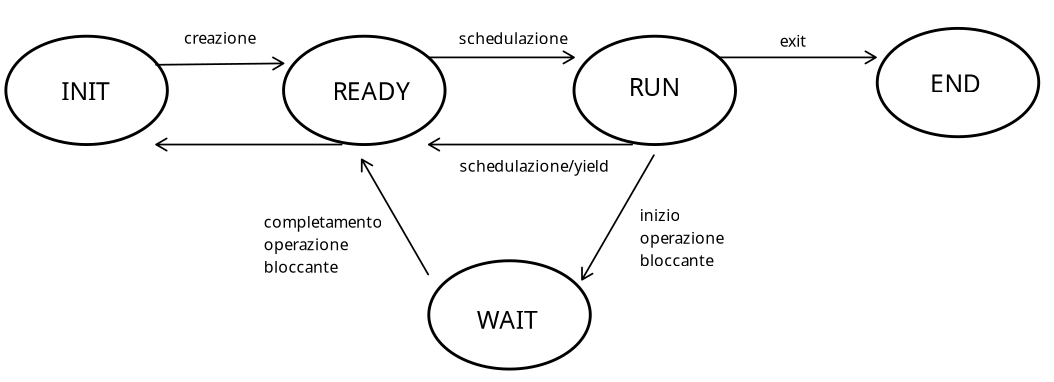 creazione
schedulazione
exit
INIT
READY
RUN
END
schedulazione/yield
completamento
operazione
bloccante
inizio
operazione
bloccante
WAIT